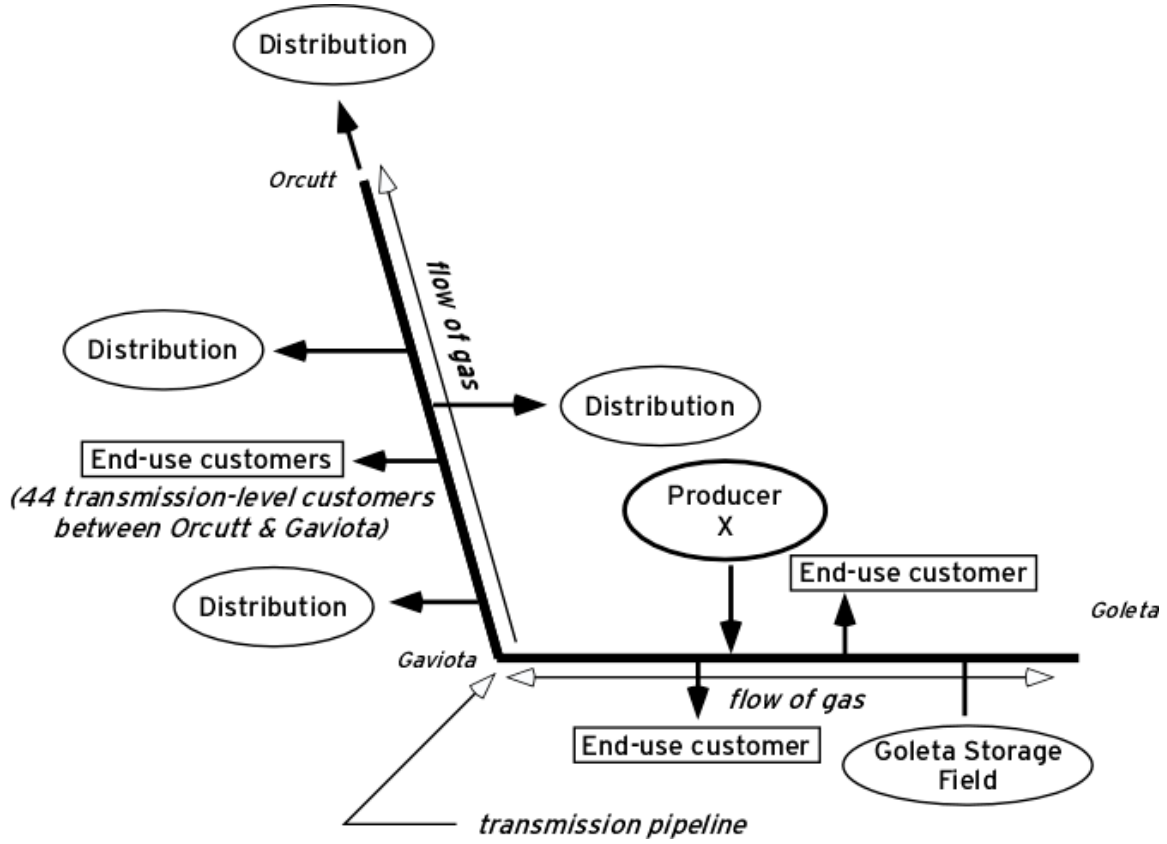 Distribution
Orcutt
flow of gas
Distribution
Distribution
End-use customers
(44 transmission-level customers
between Orcutt & Gaviota)
Producer
X
End-use customer
Distribution
Goleta
Gaviota
flow of gas
End-use customer
Goleta Storage
Field
transmission pipeline